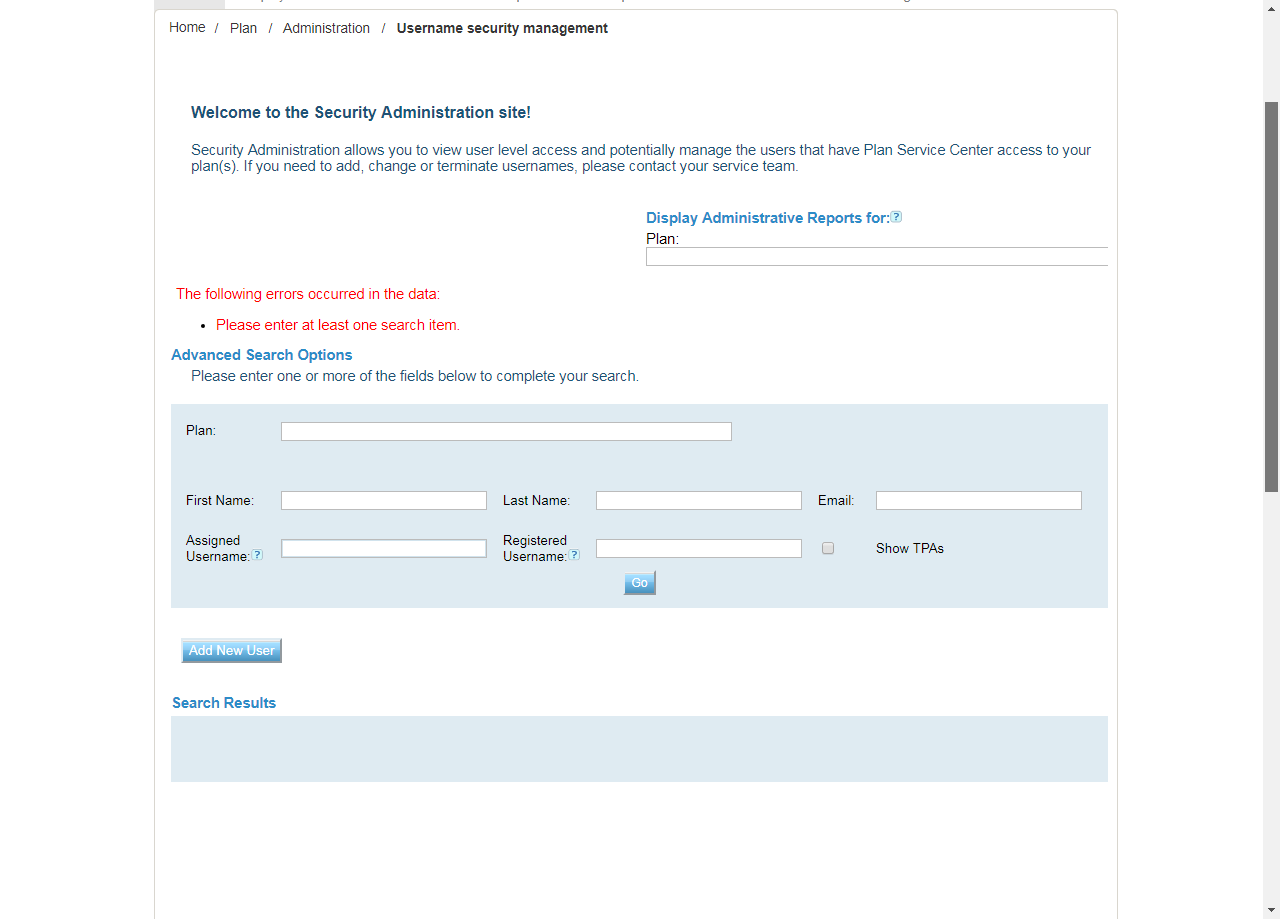 Home / Plan / Administration / Username security management
Welcome to the Security Administration site!
Security Administration allows you to view user level access and potentially manage the users that have Plan Service Center access to your
plan(s). If you need to add, change or terminate usernames, please contact your service team.
Display Administrative Reports for:?
Plan:
The following errors occurred in the data:
• Please enter at least one search item.
Advanced Search Options
Please enter one or more of the fields below to complete your search.
Plan:
First Name: Last Name: Email:
Assigned Username:? Registered Username:? Show TPAs
Go
Add New User
Search Results